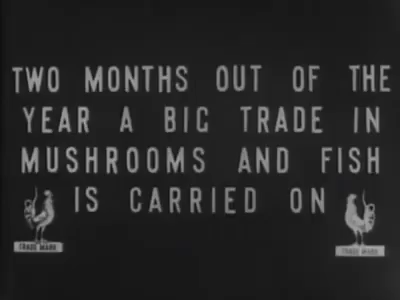 TWO MONTHS OUT OF THE
YEAR A BIG TRADE IN
MUSHROOMS AND FISH
IS CARRIED ON
TRADE MARK
TRADE MARK